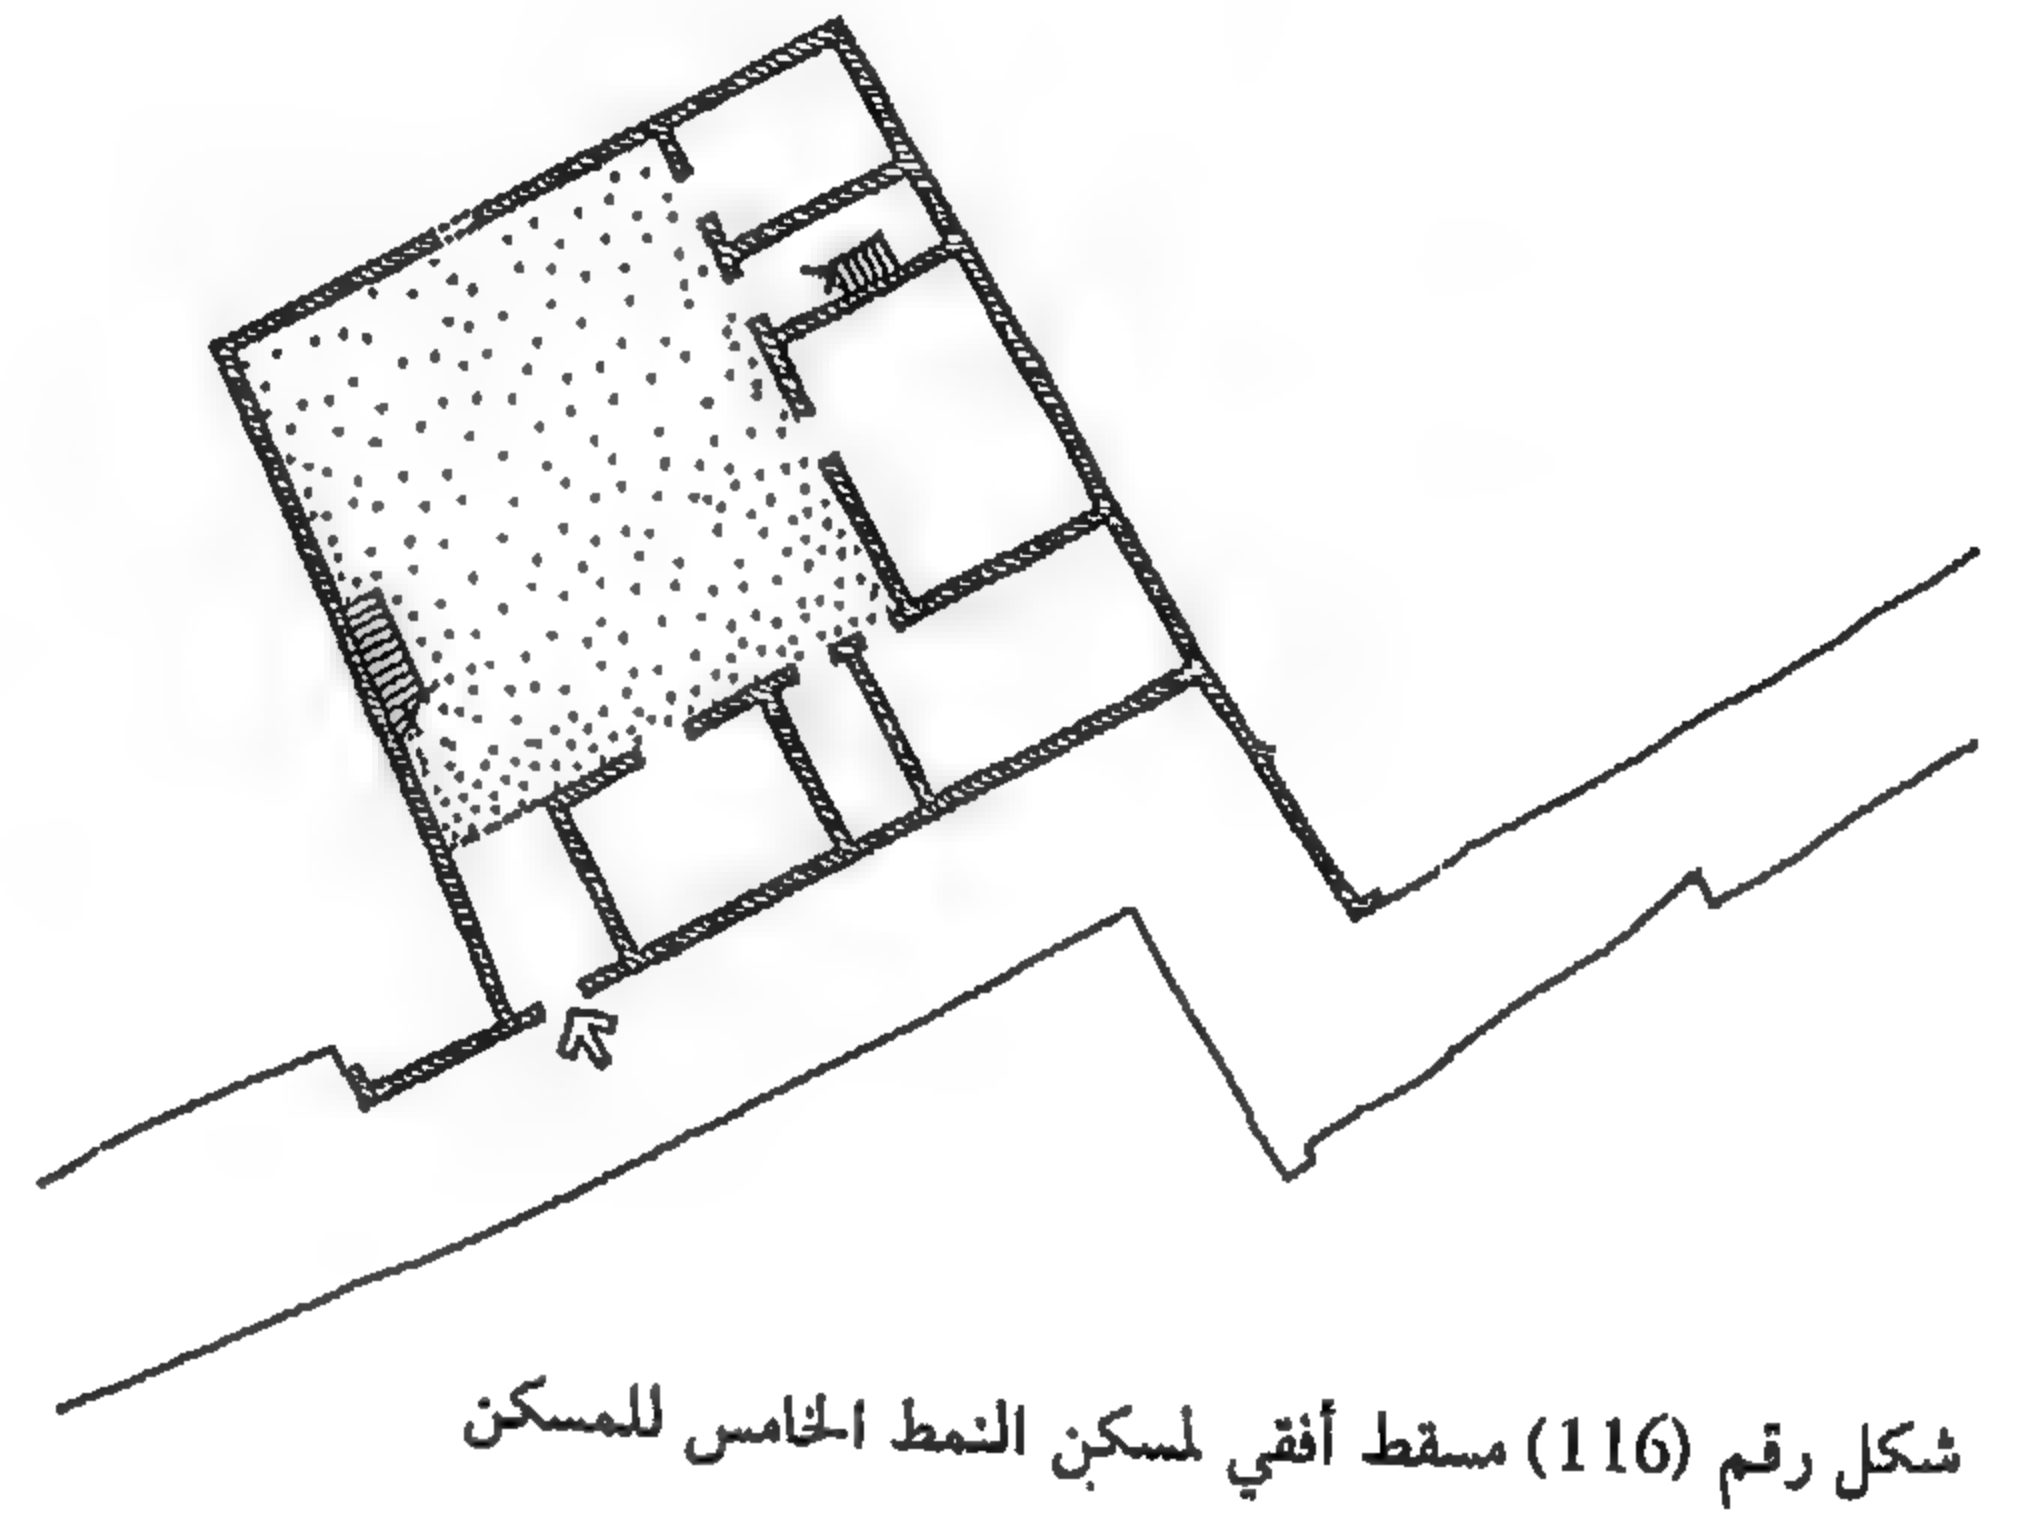 شكل رقم (116) مسقط أفقي لمسكن النمط الخامس للمسكن